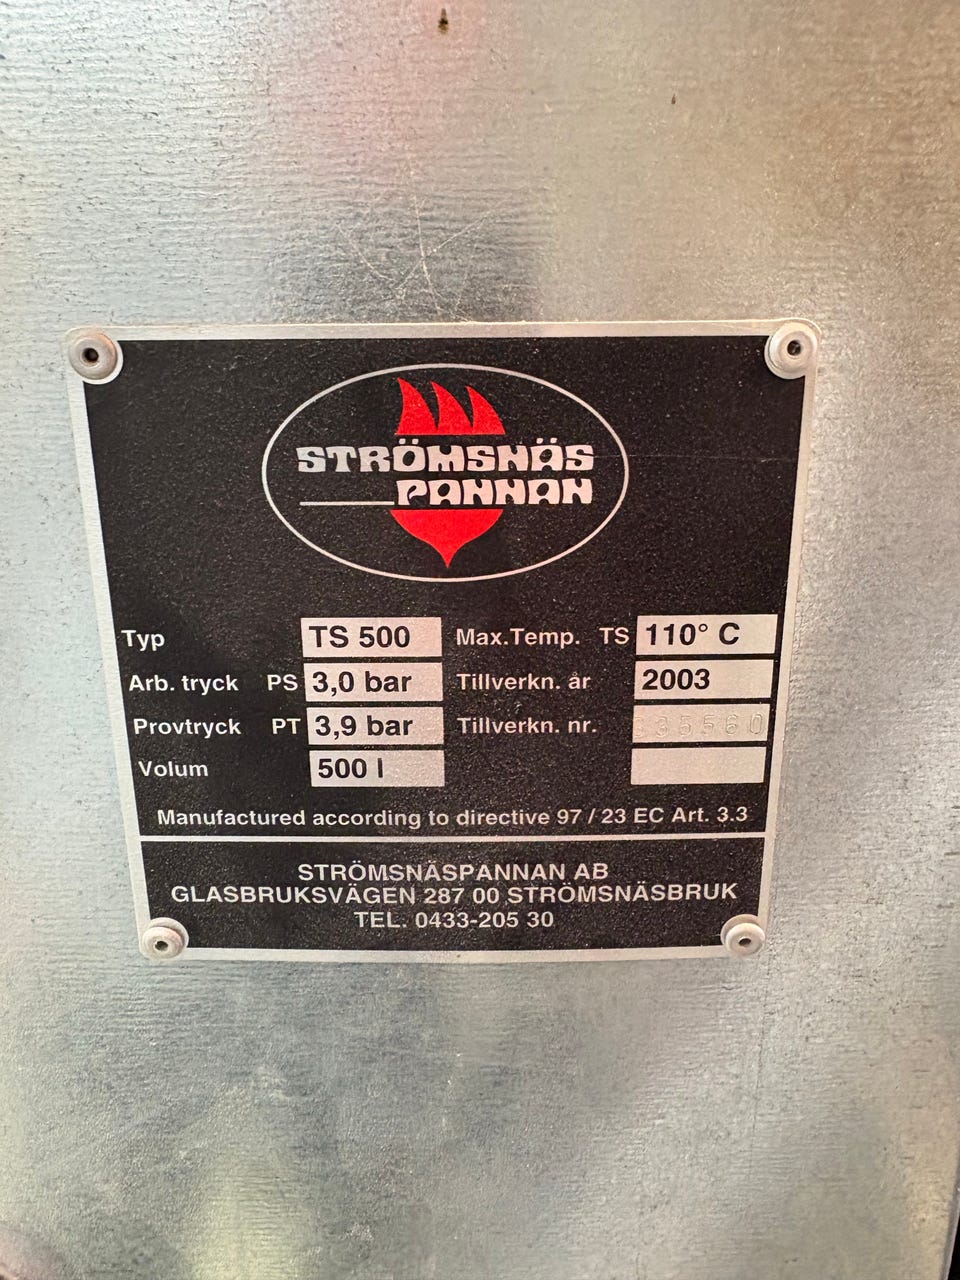 STRÖMSNÄS
PANNAN
Typ TS 500 Max.Temp. TS 110° C
Arb. tryck PS 3,0 bar Tillverkn. år 2003
Provtryck PT 3,9 bar Tillverkn. nr.
Volum 500 l
Manufactured according to directive 97 / 23 EC Art. 3.3
STRÖMSNÄSPANNAN AB
GLASBRUKSVÄGEN 287 00 STRÖMSNÄSBRUK
TEL. 0433-205 30